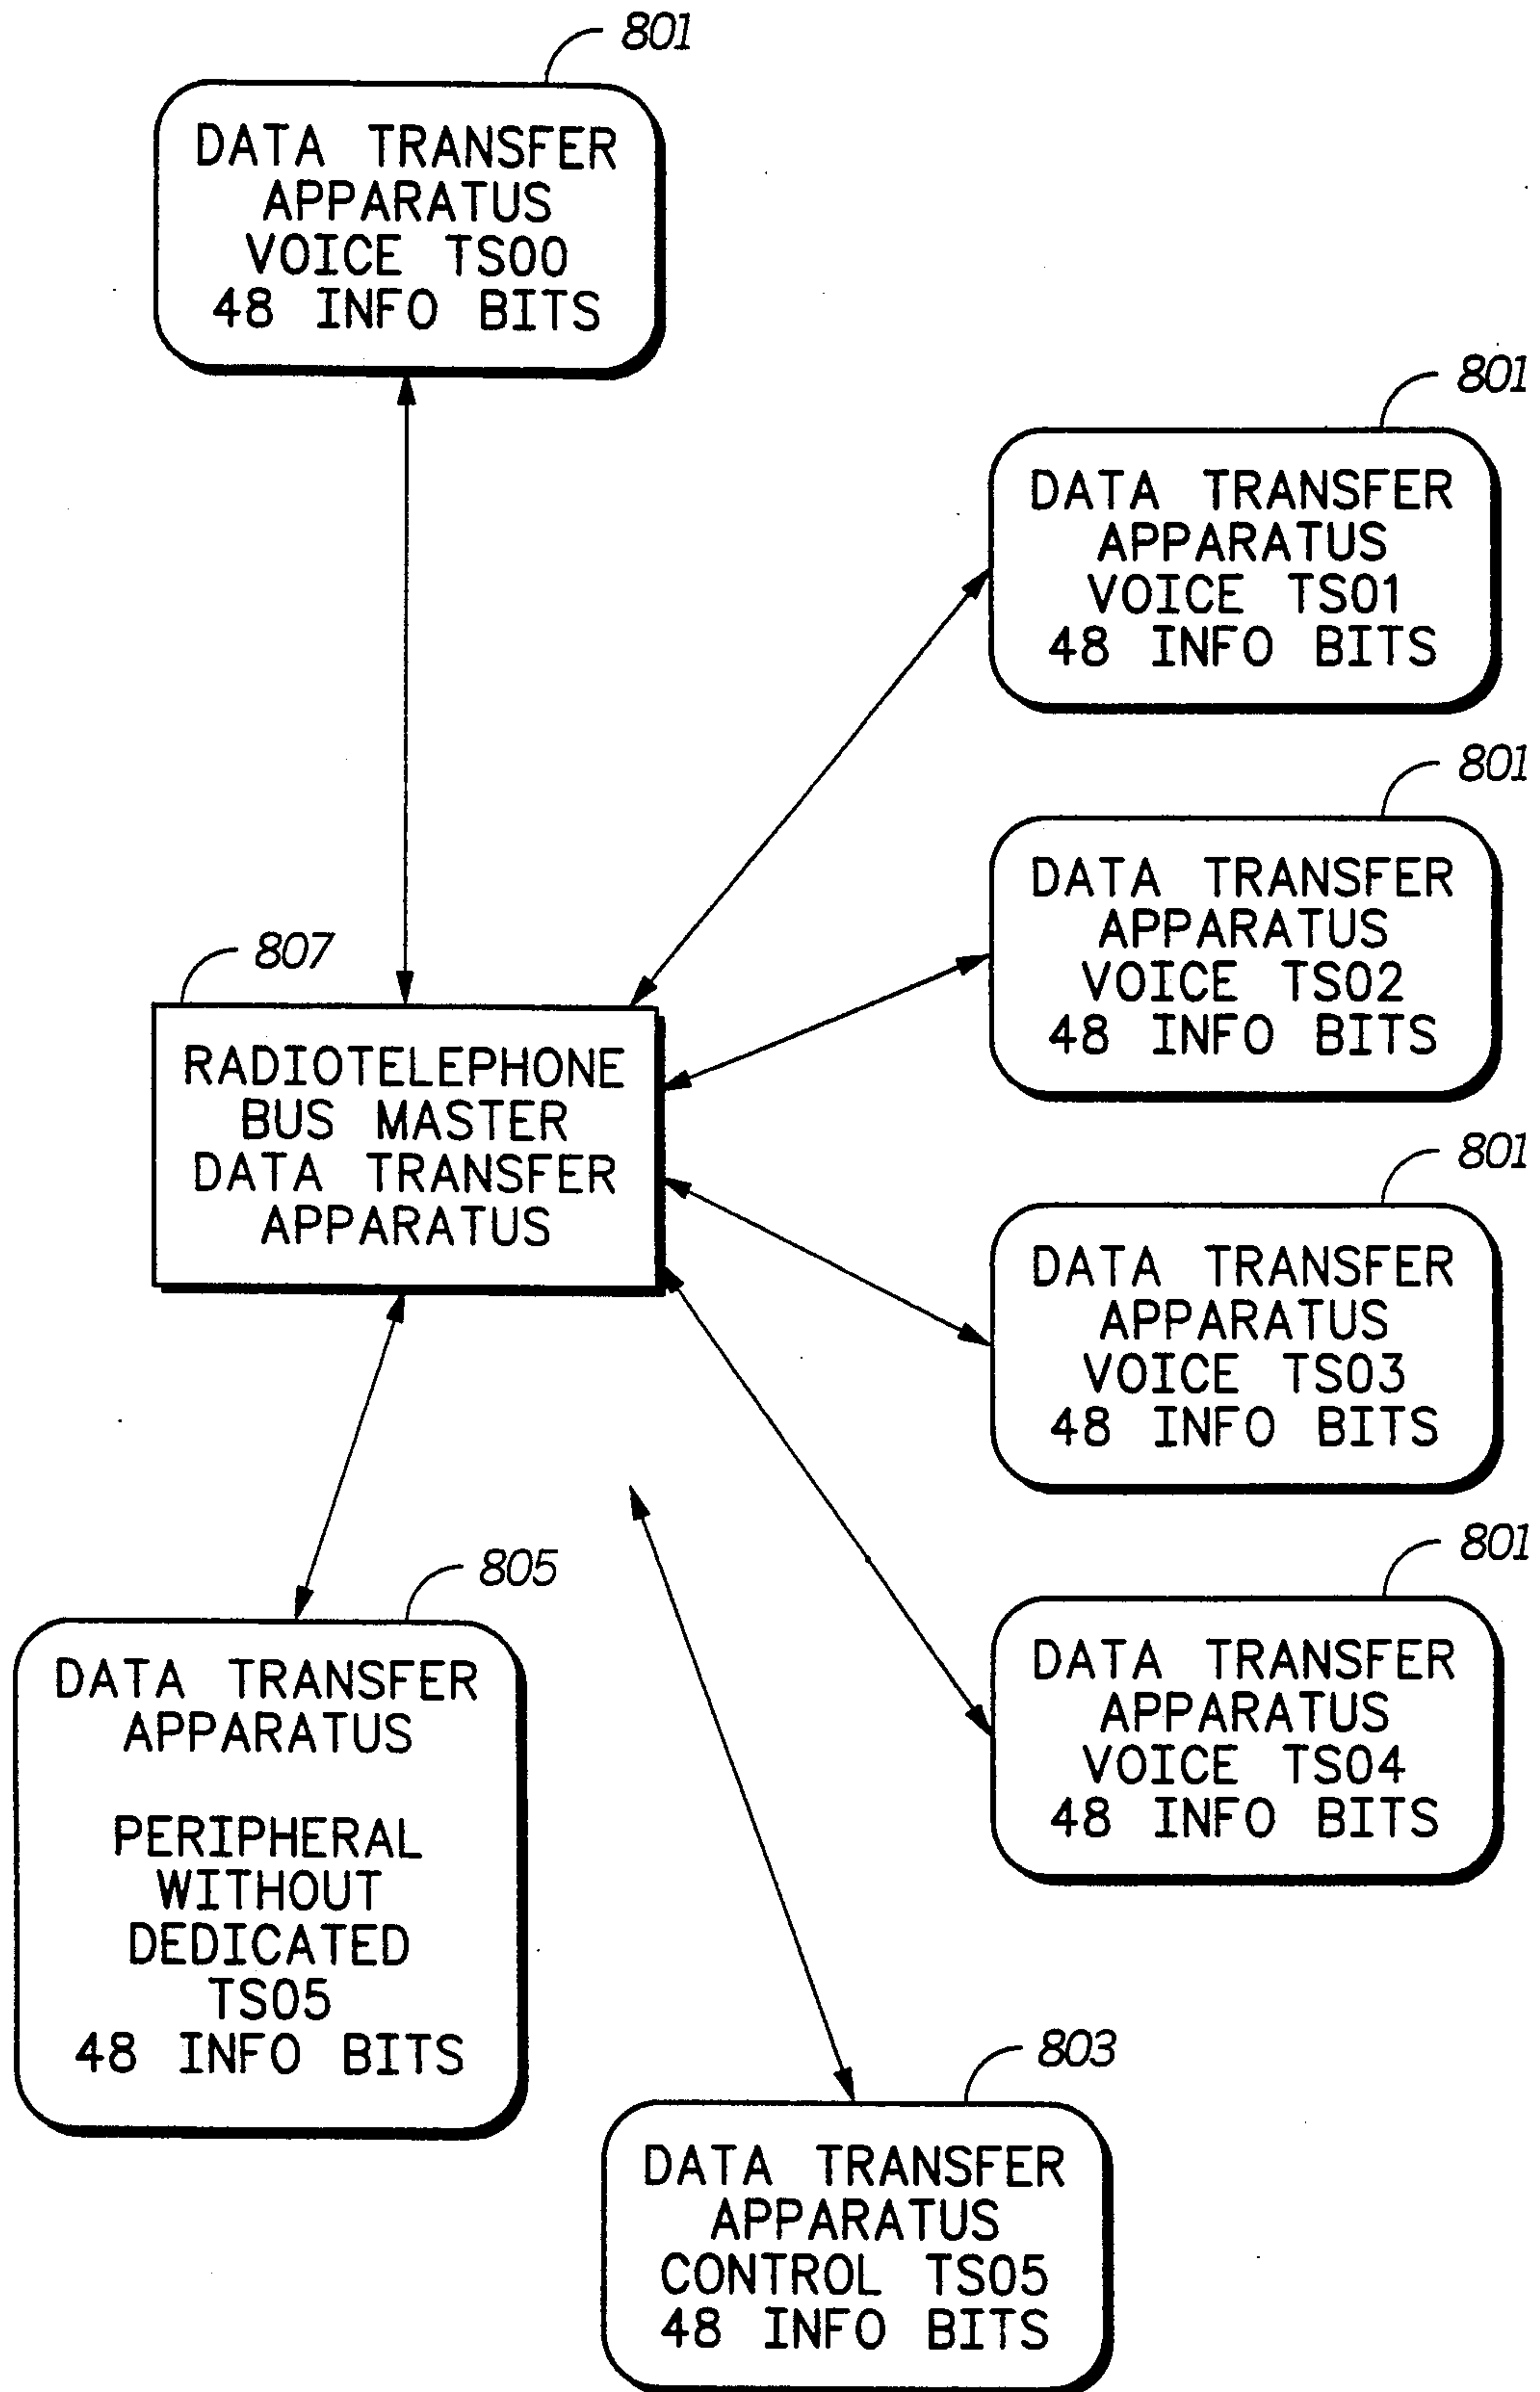 801
DATA TRANSFER
APPARATUS
VOICE TS00
48 INFO BITS
801
DATA TRANSFER
APPARATUS
VOICE TS01
48 INFO BITS
801
DATA TRANSFER
APPARATUS
VOICE TS02
48 INFO BITS
807
RADIOTELEPHONE
BUS MASTER
DATA TRANSFER
APPARATUS
801
DATA TRANSFER
APPARATUS
VOICE TS03
48 INFO BITS
801
DATA TRANSFER
APPARATUS
VOICE TS04
48 INFO BITS
805
DATA TRANSFER
APPARATUS
PERIPHERAL
WITHOUT
DEDICATED
TS05
48 INFO BITS
803
DATA TRANSFER
APPARATUS
CONTROL TS05
48 INFO BITS